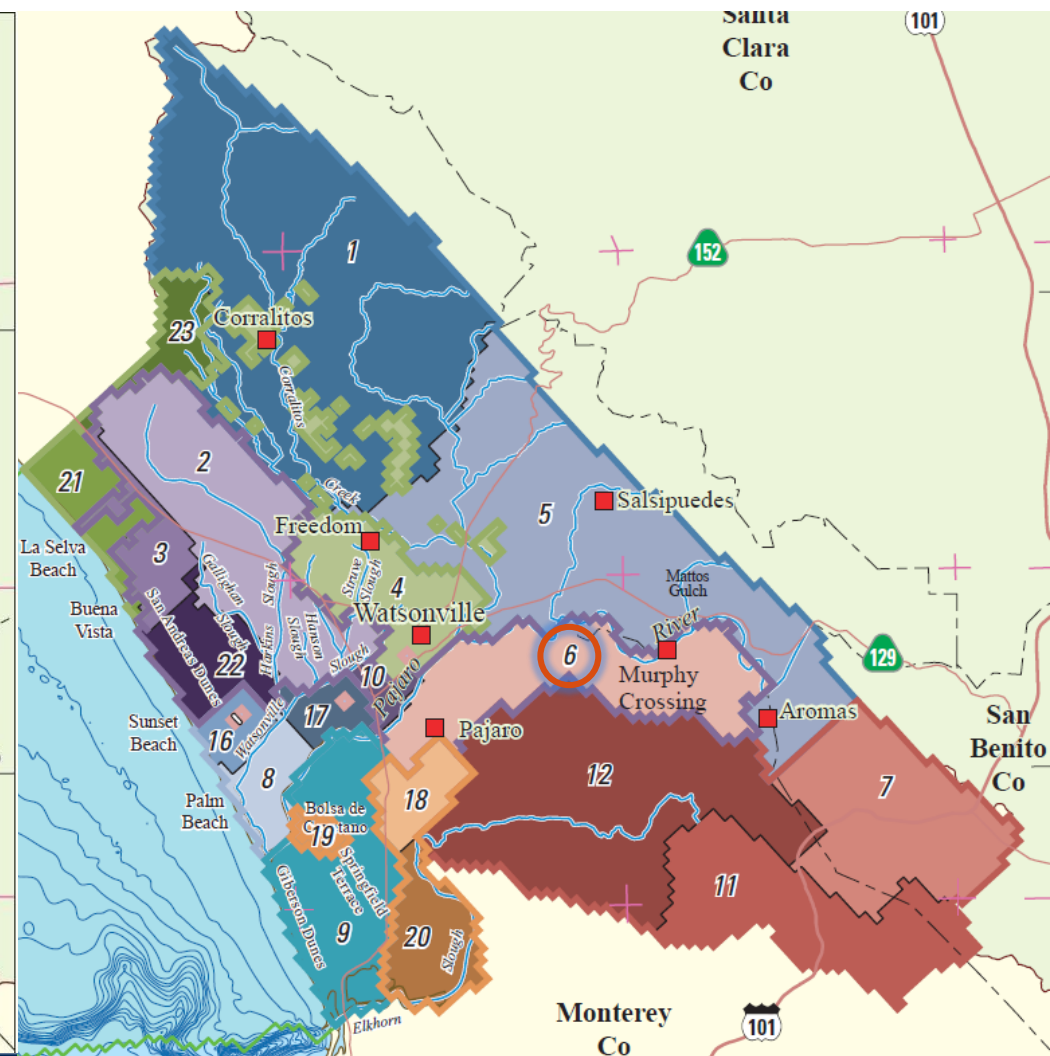 Santa
Clara
Co
101
152
1
23
Corralitos
Corralitos
Creek
2
21
5
Salsipuedes
Freedom
La Selva
Beach
3
Struve
Slough
4
Mattos
Gulch
Gallighan
Slough
Harkins
Slough
Hanson
Slough
Slough
Watsonville
Buena
Vista
San Andreas Dunes
22
River
129
6
Murphy
Crossing
10
Pajaro
Aromas
San
Benito
Co
Sunset
Beach
16
Watsonville
17
Pajaro
8
12
7
Palm
Beach
18
Bolsa de
19
Springfield
Terrace
11
Giberson Dunes
9
20
Slough
Elkhorn
Monterey
Co
101